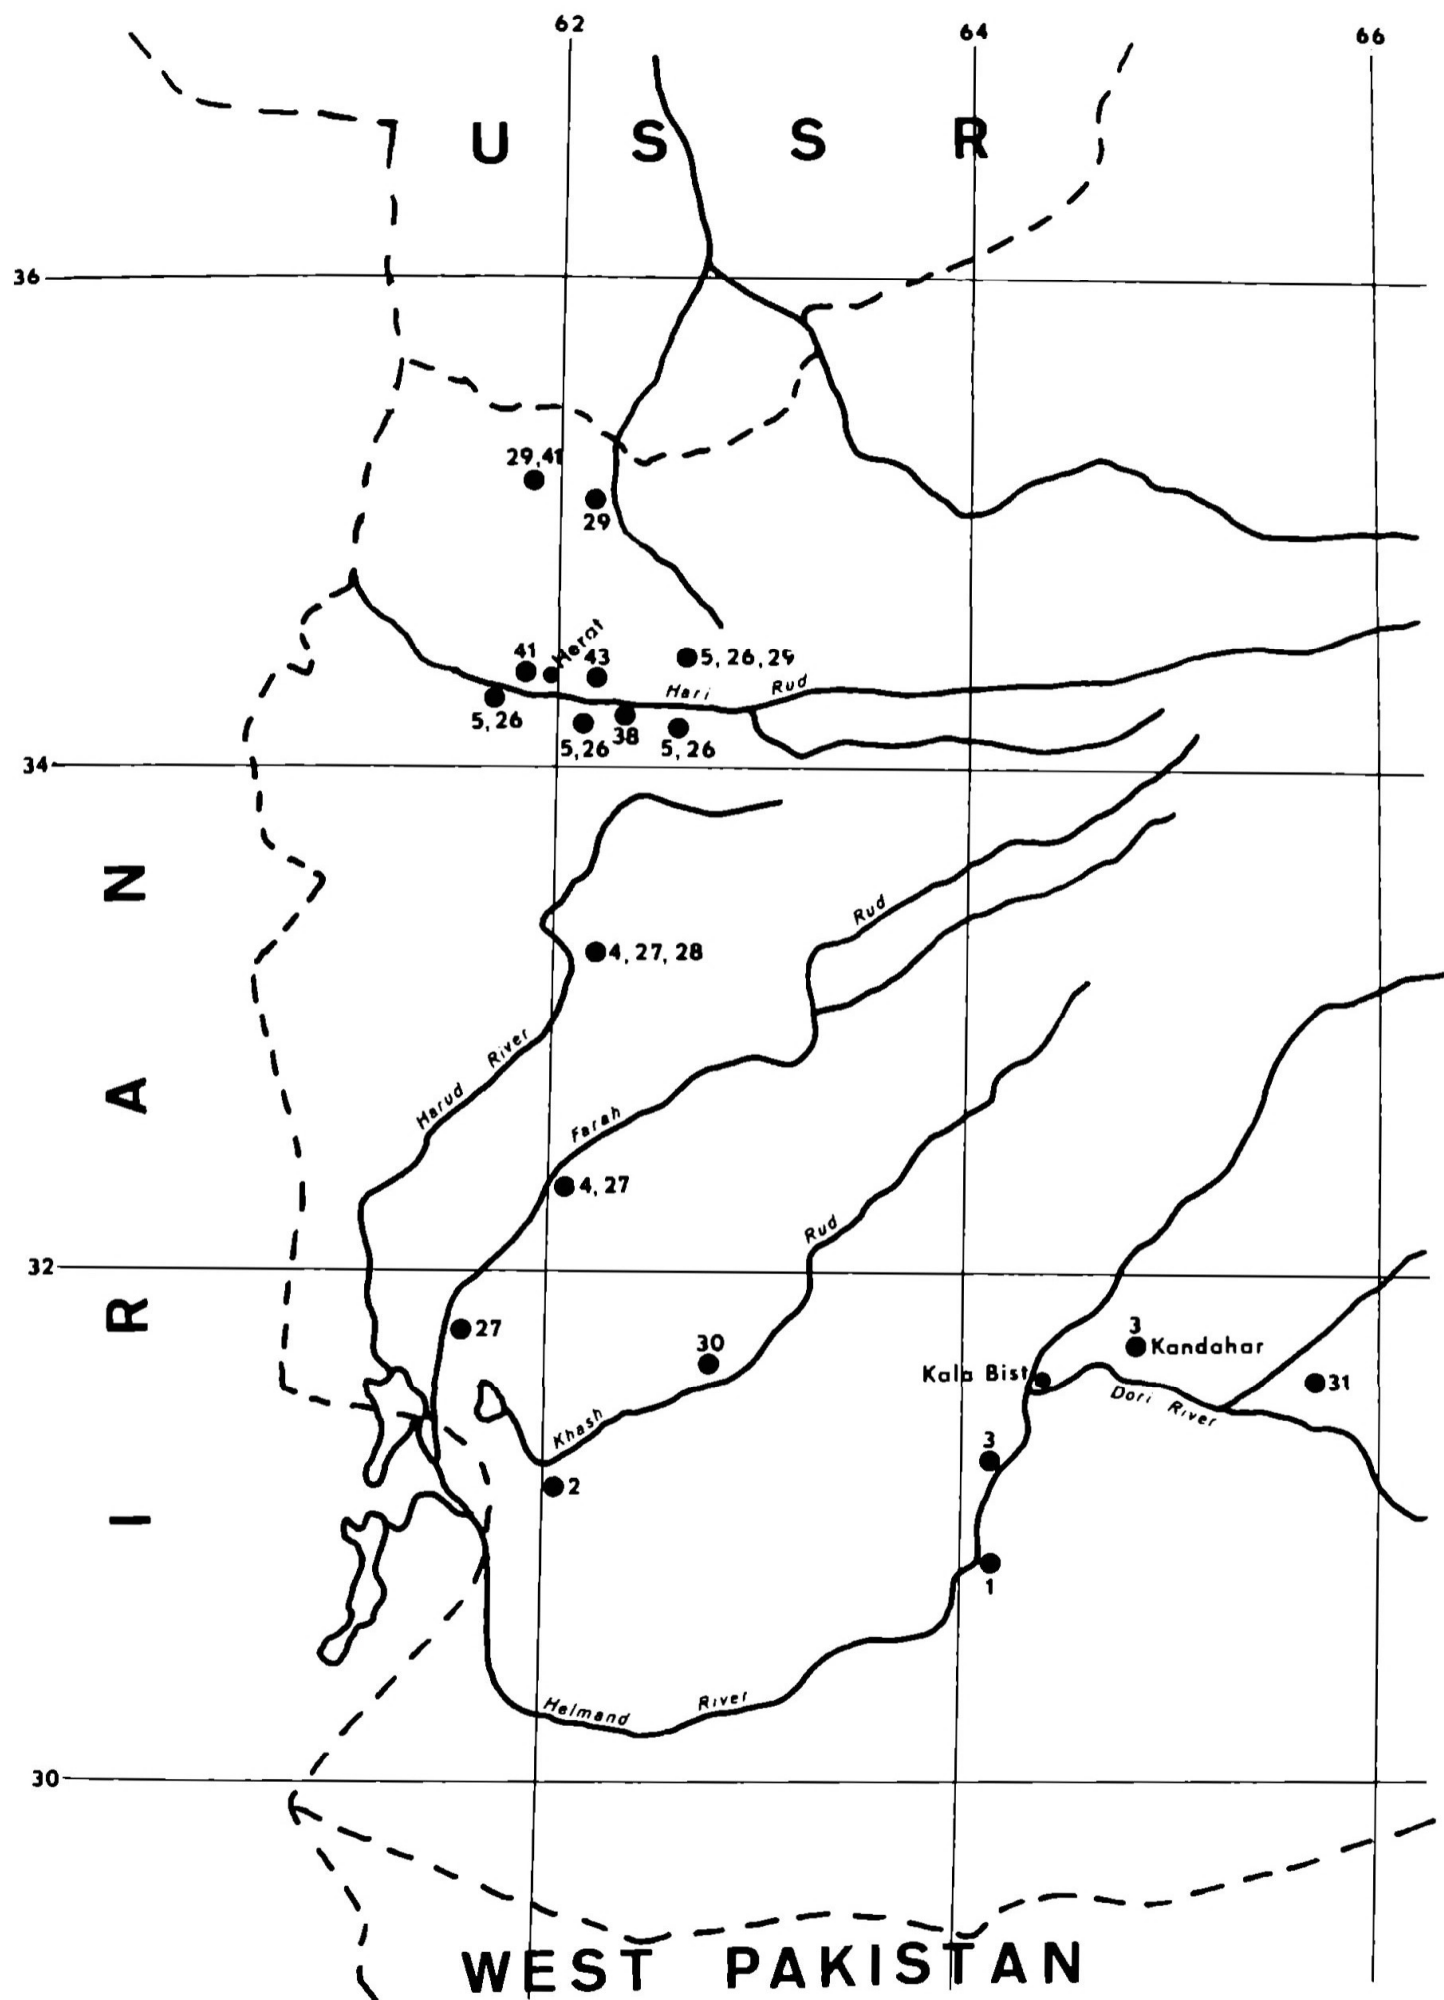 62 64 66
U S S R
36
29,41
29
Herat
41 43 5, 26, 29
Hari Rud
5, 26 5,26 38 5, 26
34
IRAN
Rud
4, 27, 28
Harud River
Farah
4, 27
Rud
32
27
30
3
Kandahar
Kala Bist
31
Dori River
Khash
3
2
1
Helmand River
30
WEST PAKISTAN